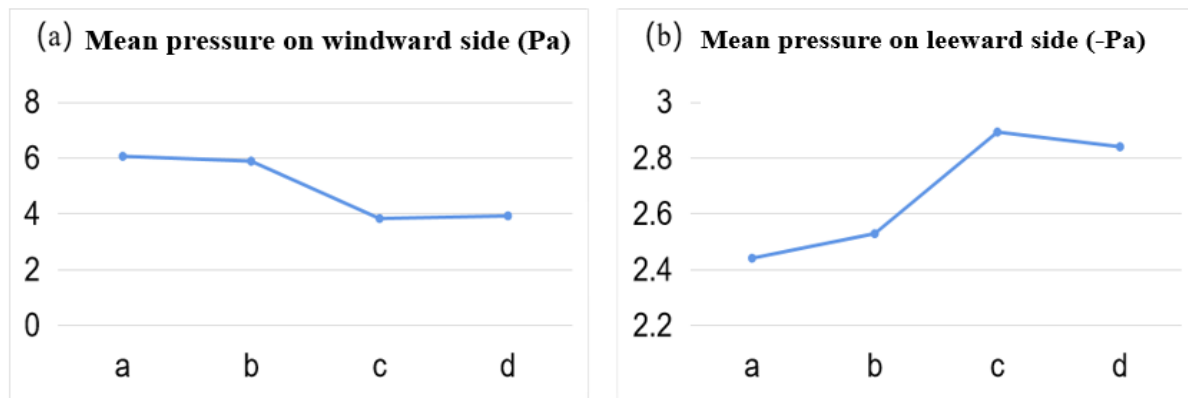 (a) Mean pressure on windward side (Pa)
8
6
4
2
0
a b c d
(b) Mean pressure on leeward side (-Pa)
3
2.8
2.6
2.4
2.2
a b c d